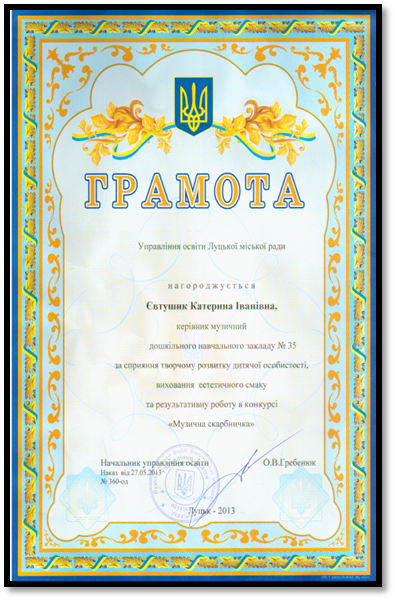 ГРАМОТА
Управління освіти Луцької міської ради
нагороджується
Євтушик Катерина Іванівна,
керівник музичний
дошкільного навчального закладу № 35
за сприяння творчому розвитку дитячої особистості,
виховання естетичного смаку
та результативну роботу в конкурсі
«Музична скарбничка»
Начальник управління освіти О.В.Гребенюк
Наказ від 27.05.2013
№ 360-од
Луцьк - 2013